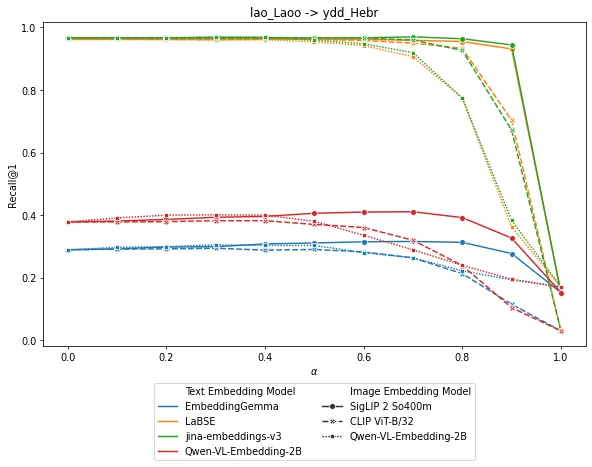 lao_Laoo -> ydd_Hebr
1.0
0.8
0.6
0.4
0.2
0.0
Recall@1
0.0 0.2 0.4 0.6 0.8 1.0
α
Text Embedding Model
EmbeddingGemma
LaBSE
jina-embeddings-v3
Qwen-VL-Embedding-2B
Image Embedding Model
SigLIP 2 So400m
CLIP ViT-B/32
Qwen-VL-Embedding-2B